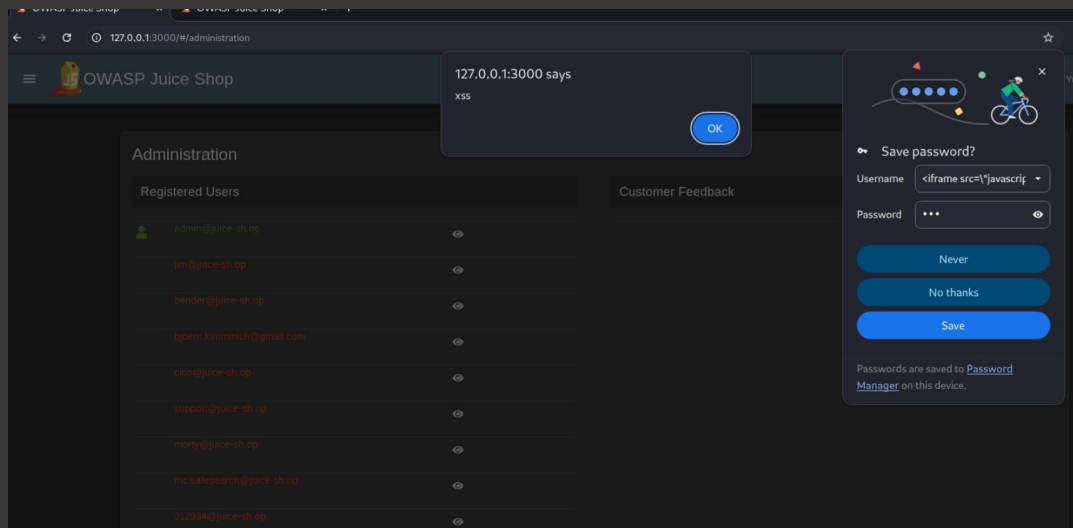 OWASP Juice Shop
OWASP Juice Shop
127.0.0.1:3000/#/administration
OWASP Juice Shop
127.0.0.1:3000 says
xss
OK
Administration
Registered Users
Customer Feedback
admin@juice-sh.op
jim@juice-sh.op
bender@juice-sh.op
bjoern.kimminich@gmail.com
ciso@juice-sh.op
support@juice-sh.op
morty@juice-sh.op
mc.safesearch@juice-sh.op
J12934@juice-sh.op
Save password?
Username <iframe src=\"javascrip
Password •••
Never
No thanks
Save
Passwords are saved to Password
Manager on this device.